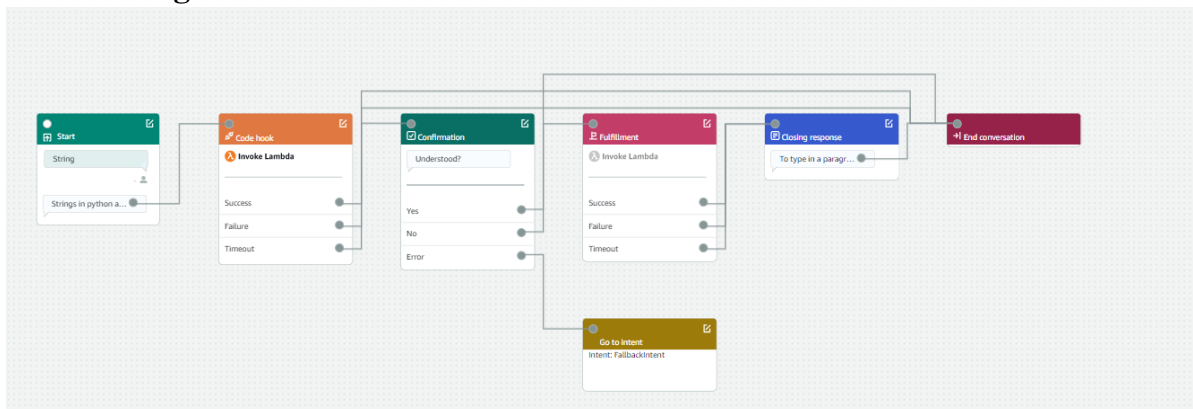 Start
String
Strings in python a...
Code hook
Invoke Lambda
Success
Failure
Timeout
Confirmation
Understood?
Yes
No
Error
Fulfillment
Invoke Lambda
Success
Failure
Timeout
Closing response
To type in a paragr...
End conversation
Go to intent
Intent: FallbackIntent